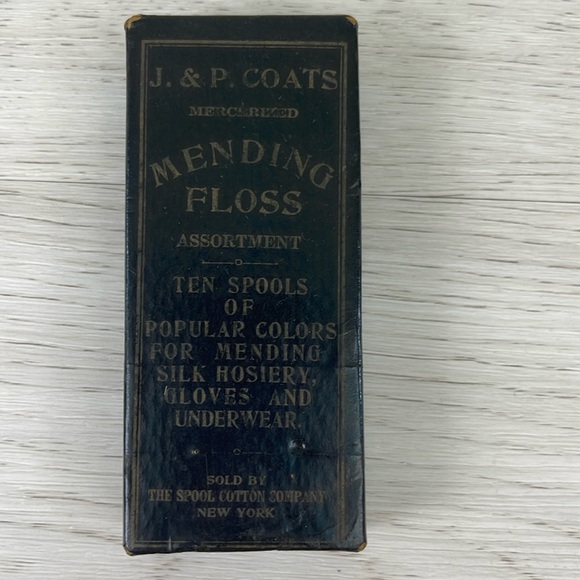 J. & P. COATS
MERCERIZED
MENDING
FLOSS
ASSORTMENT
TEN SPOOLS
OF
POPULAR COLORS
FOR MENDING
SILK HOSIERY,
GLOVES AND
UNDERWEAR.
SOLD BY
THE SPOOL COTTON COMPANY
NEW YORK